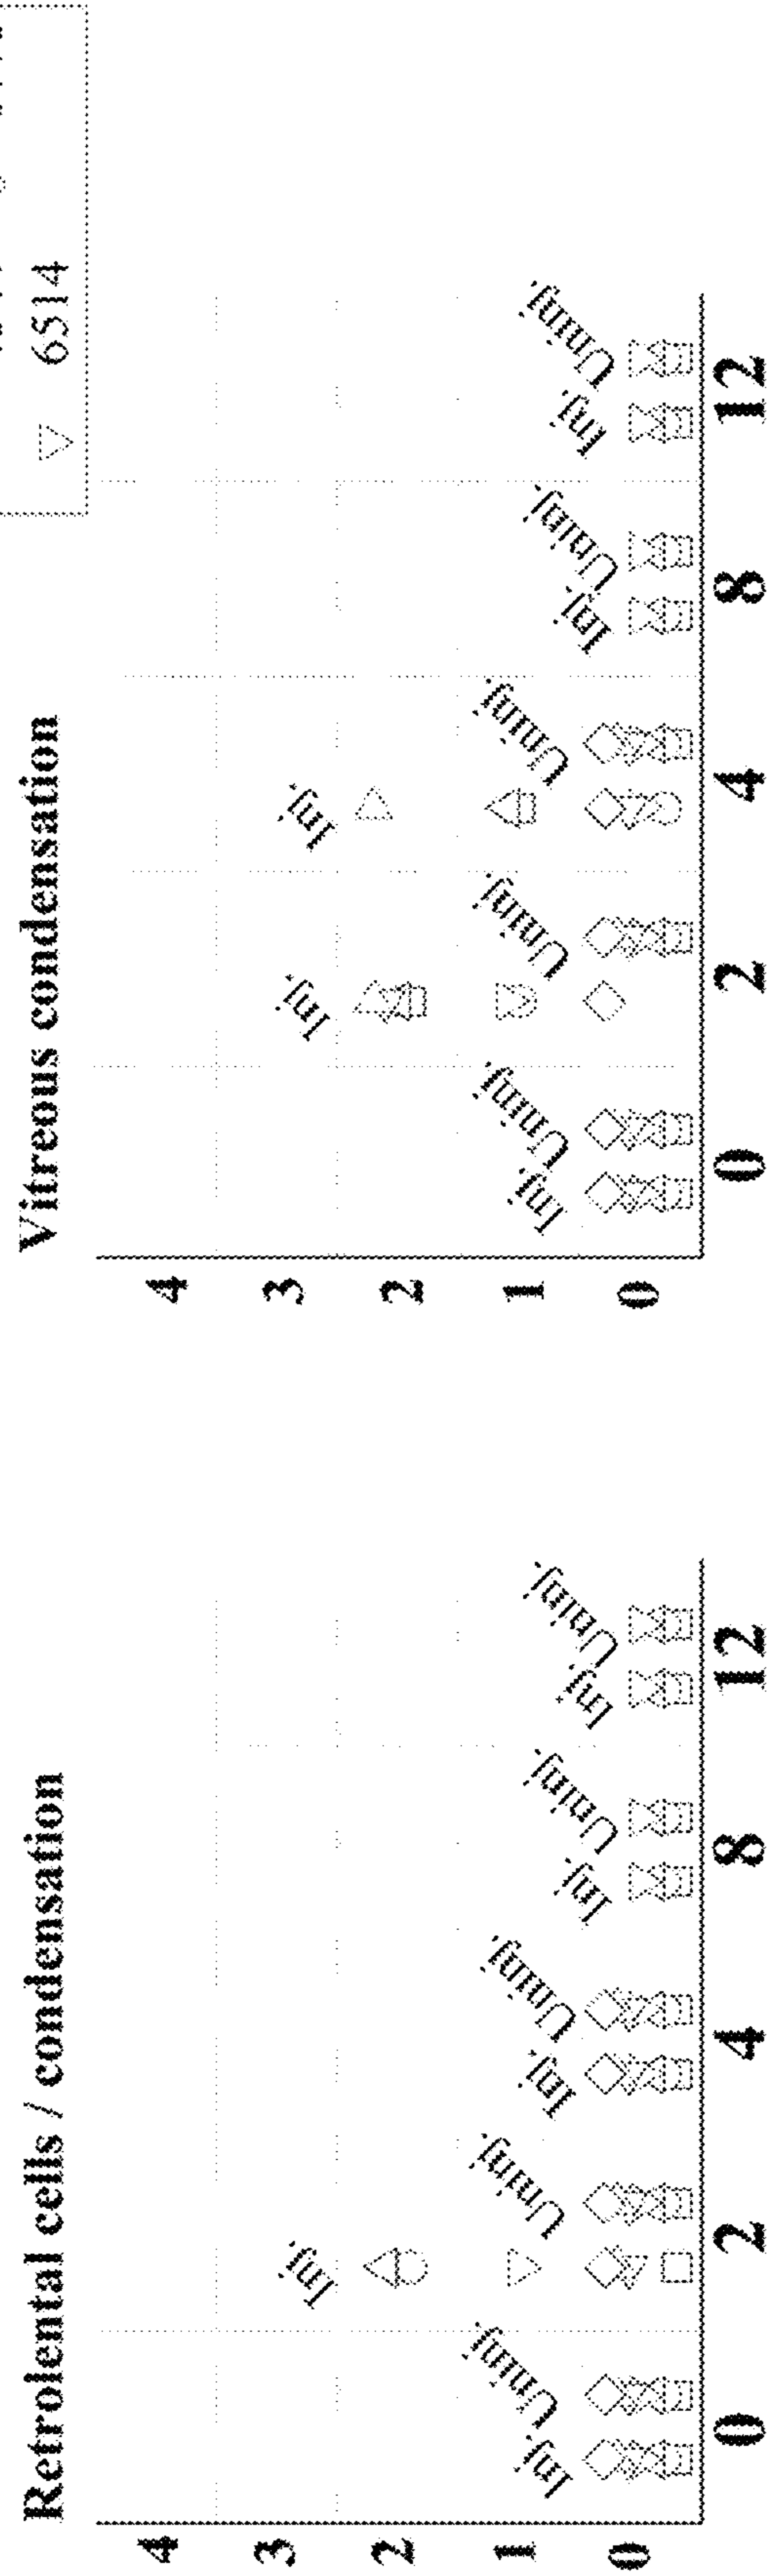 Retrolental cells / condensation
4
3
2
1
0
Inj.
Uninj.
Inj.
Uninj.
Inj.
Uninj.
Inj.
Uninj.
Inj.
Uninj.
0
2
4
8
12
Vitreous condensation
4
3
2
1
0
Inj.
Uninj.
Inj.
Uninj.
Inj.
Uninj.
Inj.
Uninj.
Inj.
Uninj.
0
2
4
8
12
6514